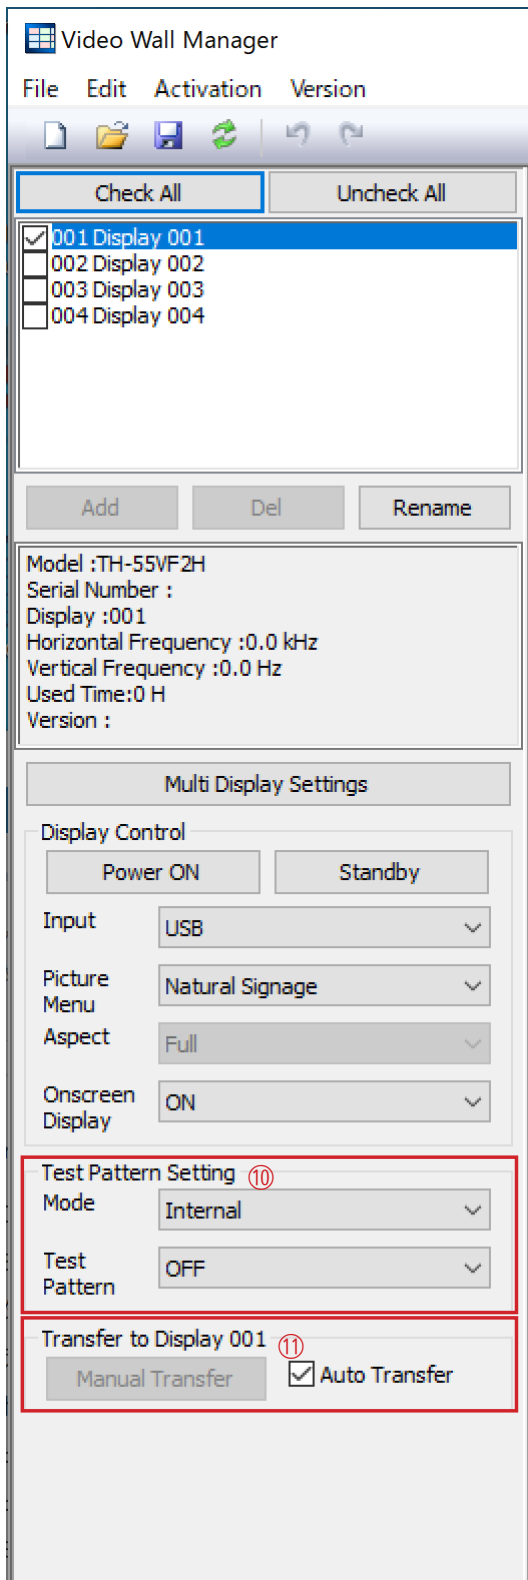 Video Wall Manager
File Edit Activation Version
Check All Uncheck All
001 Display 001
002 Display 002
003 Display 003
004 Display 004
Add Del Rename
Model :TH-55VF2H
Serial Number :
Display :001
Horizontal Frequency :0.0 kHz
Vertical Frequency :0.0 Hz
Used Time:0 H
Version :
Multi Display Settings
Display Control
Power ON Standby
Input USB
Picture Menu Natural Signage
Aspect Full
Onscreen Display ON
Test Pattern Setting ⑩
Mode Internal
Test Pattern OFF
Transfer to Display 001 ⑪
Manual Transfer Auto Transfer